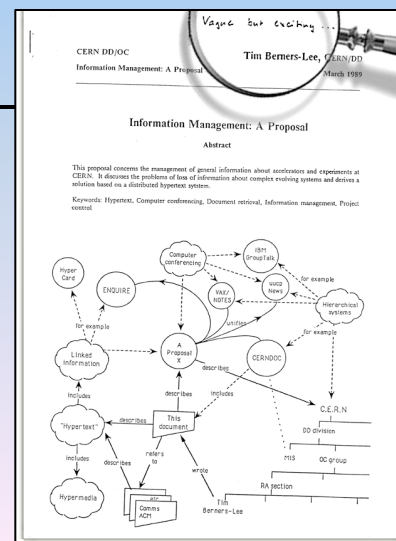 Vague but exciting ...
CERN DD/OC
Tim Berners-Lee, CERN/DD
Information Management: A Proposal
March 1989
Information Management: A Proposal
Abstract
This proposal concerns the management of general information about accelerators and experiments at
CERN. It discusses the problems of loss of information about complex evolving systems and derives a
solution based on a distributed hypertext system.
Keywords: Hypertext, Computer conferencing, Document retrieval, Information management, Project
control
Computer
conferencing
IBM
GroupTalk
Hyper
Card
ENQUIRE
VAX/
NOTES
uucp
News
for example
Hierarchical
systems
for example
unifies
for example
Linked
information
A
Proposal
X
CERNDOC
describes
includes
describes
includes
C.E.R.N
"Hypertext"
describes
This
document
DD division
includes
describes
refers
to
wrote
MIS
OC group
RA section
Hypermedia
etc
Comms
ACM
Tim
Berners-Lee